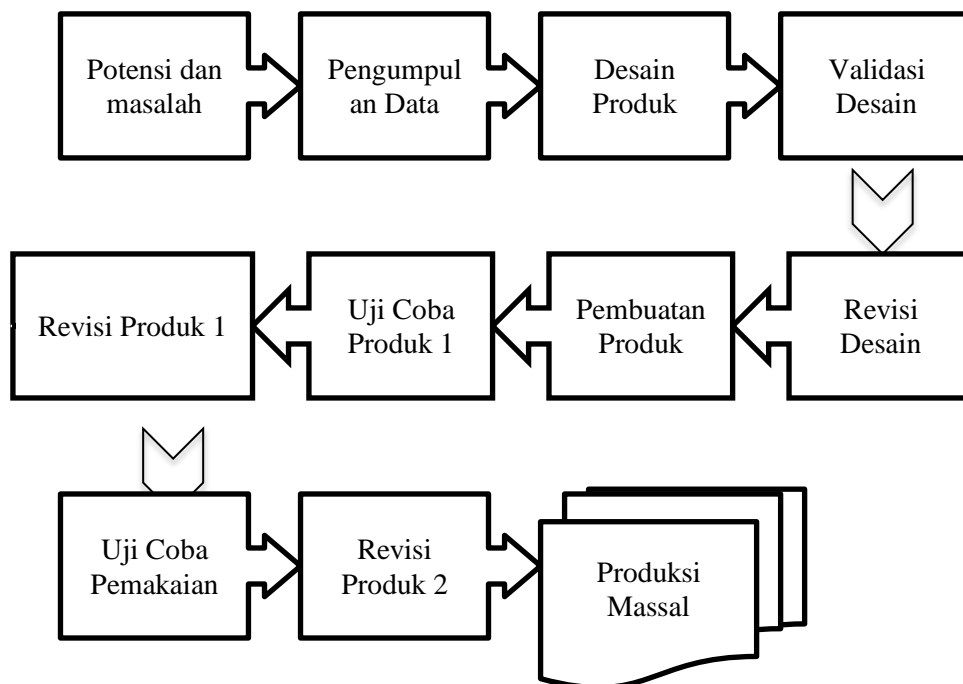 Potensi dan
masalah
Pengumpul
an Data
Desain
Produk
Validasi
Desain
Revisi Produk 1
Uji Coba
Produk 1
Pembuatan
Produk
Revisi
Desain
Uji Coba
Pemakaian
Revisi
Produk 2
Produksi
Massal